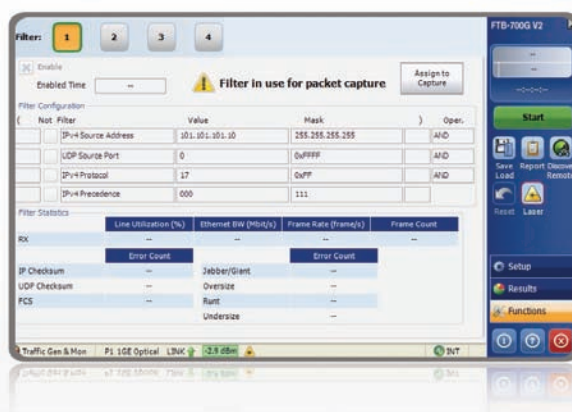 Filter: 1 2 3 4
FTB-700G V2
Enable
Enabled Time --
Filter in use for packet capture
Assign to Capture
--
--
--:--:--
Start
Filter Configuration
( Not Filter Value Mask ) Oper.
IPv4 Source Address 101.101.101.10 255.255.255.255 AND
UDP Source Port 0 0xFFFF AND
IPv4 Protocol 17 0xFF AND
IPv4 Precedence 000 111
Save Load
Report
Discover Remote
Reset
Laser
Filter Statistics
Line Utilization (%) Ethernet BW (Mbit/s) Frame Rate (frame/s) Frame Count
RX -- -- -- --
Error Count Error Count
IP Checksum -- Jabber/Giant --
UDP Checksum -- Oversize --
FCS -- Runt --
Undersize --
Setup
Results
Functions
Traffic Gen & Mon P1 1GE Optical LINK -2.9 dBm INT